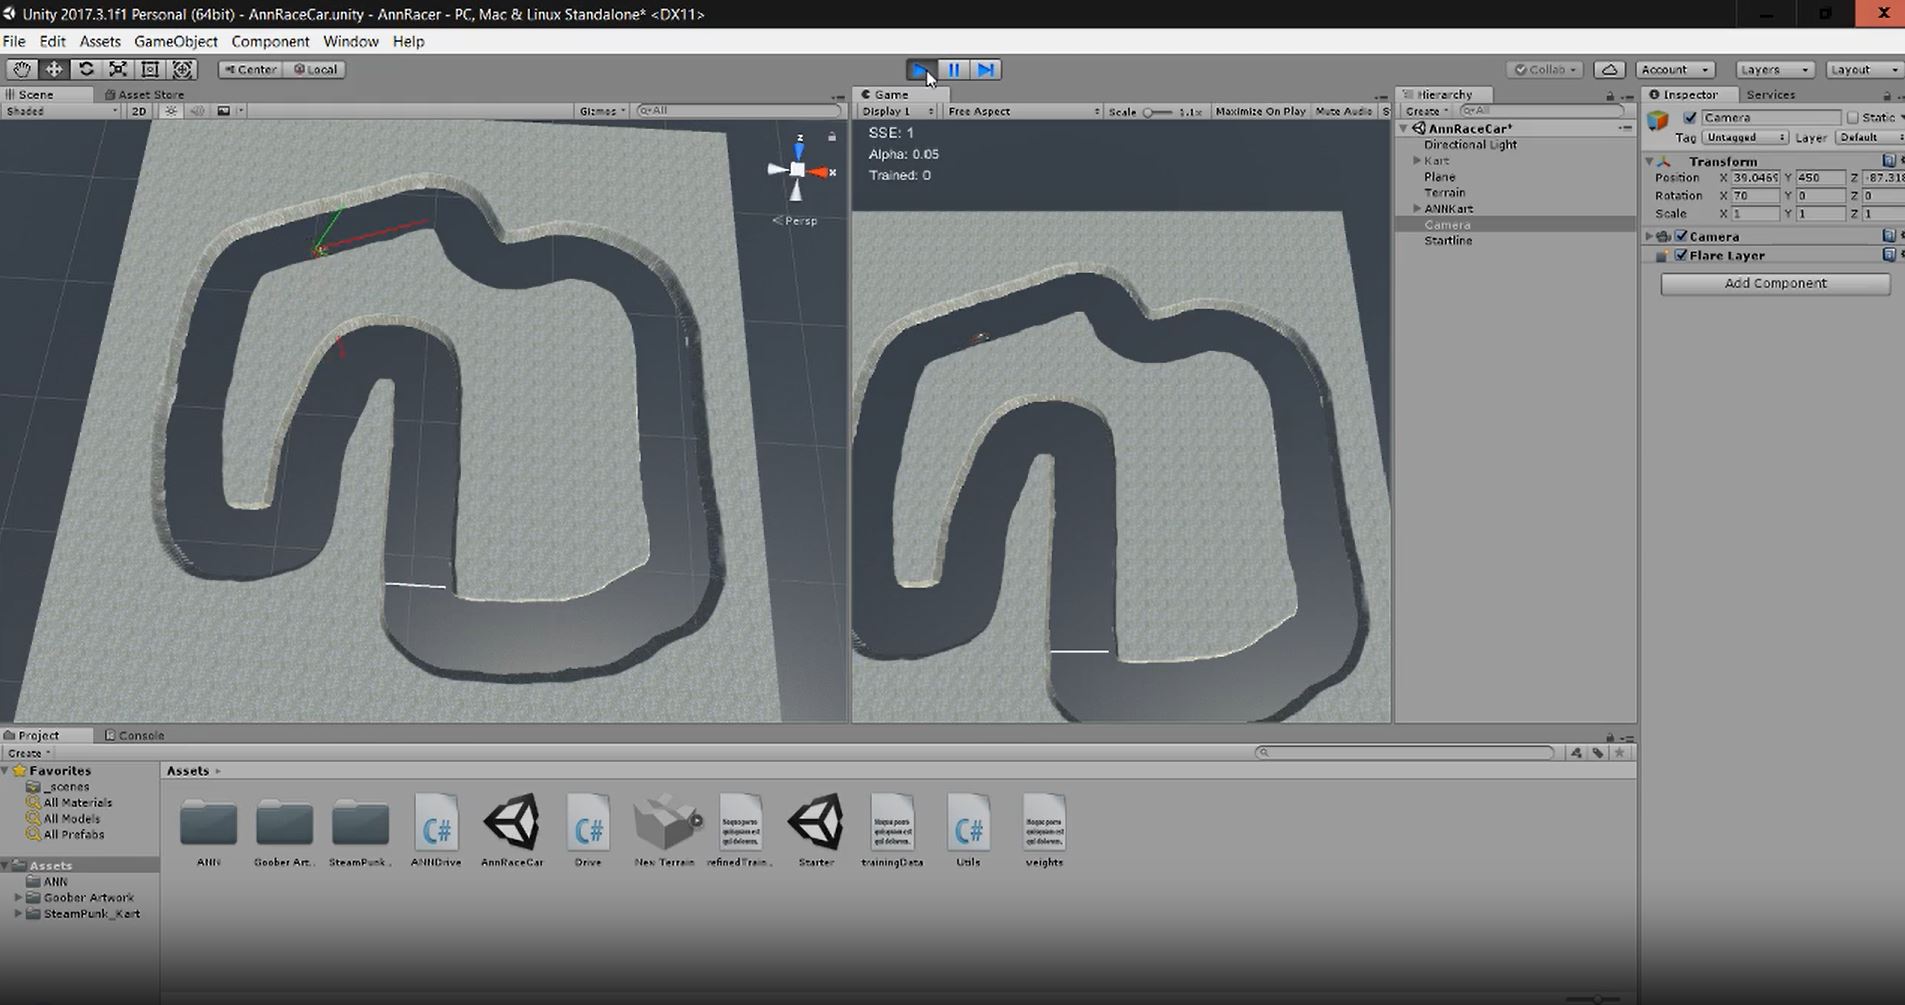 Unity 2017.3.1f1 Personal (64bit) - AnnRaceCar.unity - AnnRacer - PC, Mac & Linux Standalone* <DX11>
File Edit Assets GameObject Component Window Help
Center Local Collab Account Layers Layout
Scene Asset Store
Shaded 2D Gizmos All
z
x
Persp
Game
Display 1 Free Aspect Scale 1.1x Maximize On Play Mute Audio S
SSE: 1
Alpha: 0.05
Trained: 0
Hierarchy
Create All
AnnRaceCar*
Directional Light
Kart
Plane
Terrain
ANNKart
Camera
Startline
Inspector Services
Camera Static
Tag Untagged Layer Default
Transform
Position X 39.0469 Y 450 Z -87.318
Rotation X 70 Y 0 Z 0
Scale X 1 Y 1 Z 1
Camera
Flare Layer
Add Component
Project Console
Create
Favorites
_scenes
All Materials
All Models
All Prefabs
Assets
ANN
Goober Artwork
SteamPunk_Kart
Assets
C# C# C#
ANN Goober Art.. SteamPunk.. ANNDrive AnnRaceCar Drive New Terrain refinedTrain.. Starter trainingData Utils weights